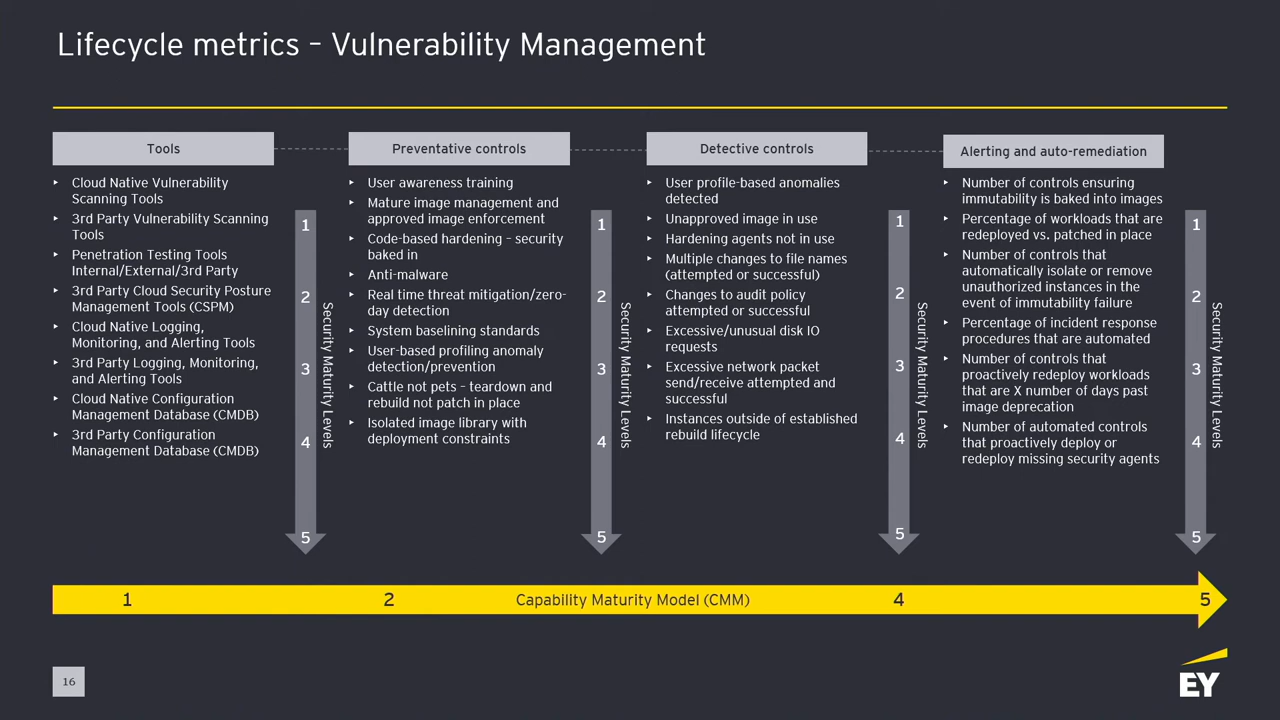 Lifecycle metrics – Vulnerability Management
Tools
‣ Cloud Native Vulnerability
Scanning Tools
‣ 3rd Party Vulnerability Scanning
Tools
‣ Penetration Testing Tools
Internal/External/3rd Party
‣ 3rd Party Cloud Security Posture
Management Tools (CSPM)
‣ Cloud Native Logging,
Monitoring, and Alerting Tools
‣ 3rd Party Logging, Monitoring,
and Alerting Tools
‣ Cloud Native Configuration
Management Database (CMDB)
‣ 3rd Party Configuration
Management Database (CMDB)
1
2
3
4
5
Security Maturity Levels
Preventative controls
‣ User awareness training
‣ Mature image management and
approved image enforcement
‣ Code-based hardening – security
baked in
‣ Anti-malware
‣ Real time threat mitigation/zero-
day detection
‣ System baselining standards
‣ User-based profiling anomaly
detection/prevention
‣ Cattle not pets – teardown and
rebuild not patch in place
‣ Isolated image library with
deployment constraints
1
2
3
4
5
Security Maturity Levels
Detective controls
‣ User profile-based anomalies
detected
‣ Unapproved image in use
‣ Hardening agents not in use
‣ Multiple changes to file names
(attempted or successful)
‣ Changes to audit policy
attempted or successful
‣ Excessive/unusual disk IO
requests
‣ Excessive network packet
send/receive attempted and
successful
‣ Instances outside of established
rebuild lifecycle
1
2
3
4
5
Security Maturity Levels
Alerting and auto-remediation
‣ Number of controls ensuring
immutability is baked into images
‣ Percentage of workloads that are
redeployed vs. patched in place
‣ Number of controls that
automatically isolate or remove
unauthorized instances in the
event of immutability failure
‣ Percentage of incident response
procedures that are automated
‣ Number of controls that
proactively redeploy workloads
that are X number of days past
image deprecation
‣ Number of automated controls
that proactively deploy or
redeploy missing security agents
1
2
3
4
5
Security Maturity Levels
1 2 Capability Maturity Model (CMM) 4 5
16
EY